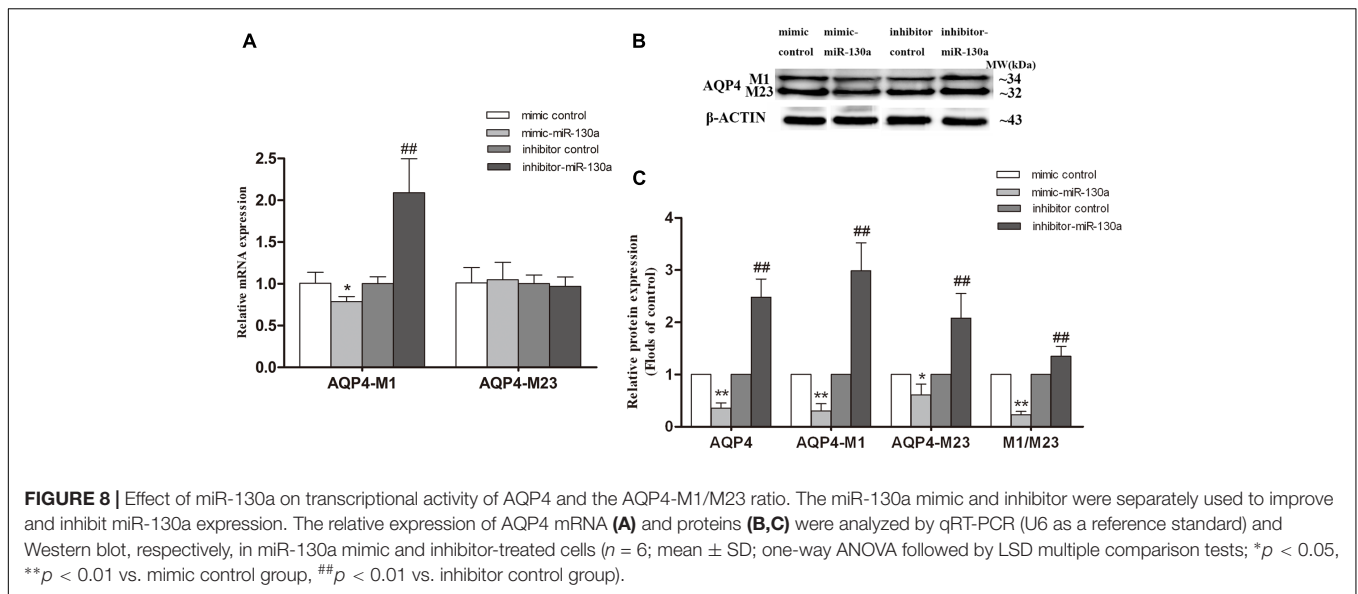 A
mimic control
mimic-miR-130a
inhibitor control
inhibitor-miR-130a
Relative mRNA expression
2.5
2.0
1.5
1.0
0.5
0.0
*
##
AQP4-M1
AQP4-M23
B
mimic control
mimic-miR-130a
inhibitor control
inhibitor-miR-130a
MW(kDa)
AQP4
M1
M23
~34
~32
β-ACTIN
~43
C
mimic control
mimic-miR-130a
inhibitor control
inhibitor-miR-130a
Relative protein expression
(Flods of control)
4
3
2
1
0
**
##
**
##
*
##
**
##
AQP4
AQP4-M1
AQP4-M23
M1/M23
FIGURE 8 | Effect of miR-130a on transcriptional activity of AQP4 and the AQP4-M1/M23 ratio. The miR-130a mimic and inhibitor were separately used to improve
and inhibit miR-130a expression. The relative expression of AQP4 mRNA (A) and proteins (B,C) were analyzed by qRT-PCR (U6 as a reference standard) and
Western blot, respectively, in miR-130a mimic and inhibitor-treated cells (n = 6; mean ± SD; one-way ANOVA followed by LSD multiple comparison tests; *p < 0.05,
**p < 0.01 vs. mimic control group, ##p < 0.01 vs. inhibitor control group).